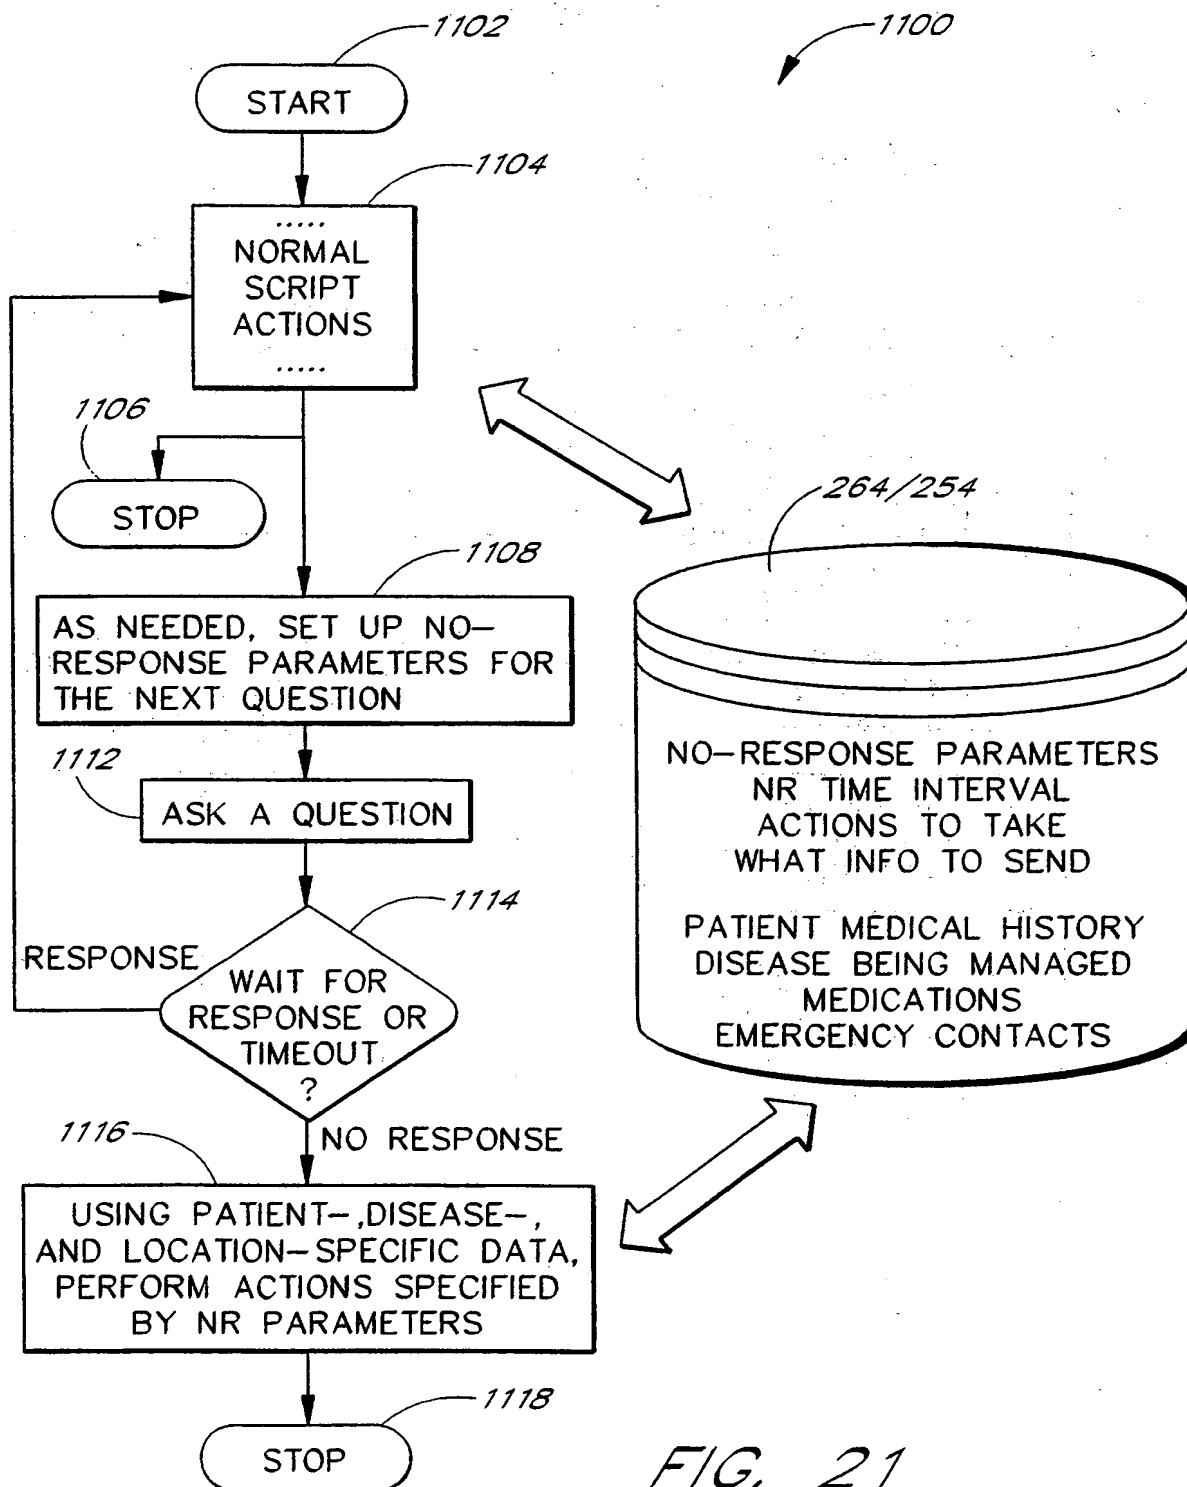 1102
1100
START
1104
.....
NORMAL
SCRIPT
ACTIONS
.....
1106
STOP
264/254
1108
AS NEEDED, SET UP NO-
RESPONSE PARAMETERS FOR
THE NEXT QUESTION
1112
ASK A QUESTION
NO-RESPONSE PARAMETERS
NR TIME INTERVAL
ACTIONS TO TAKE
WHAT INFO TO SEND
PATIENT MEDICAL HISTORY
DISEASE BEING MANAGED
MEDICATIONS
EMERGENCY CONTACTS
1114
RESPONSE
WAIT FOR
RESPONSE OR
TIMEOUT
?
1116
NO RESPONSE
USING PATIENT-,DISEASE-,
AND LOCATION-SPECIFIC DATA,
PERFORM ACTIONS SPECIFIED
BY NR PARAMETERS
1118
STOP
FIG. 21